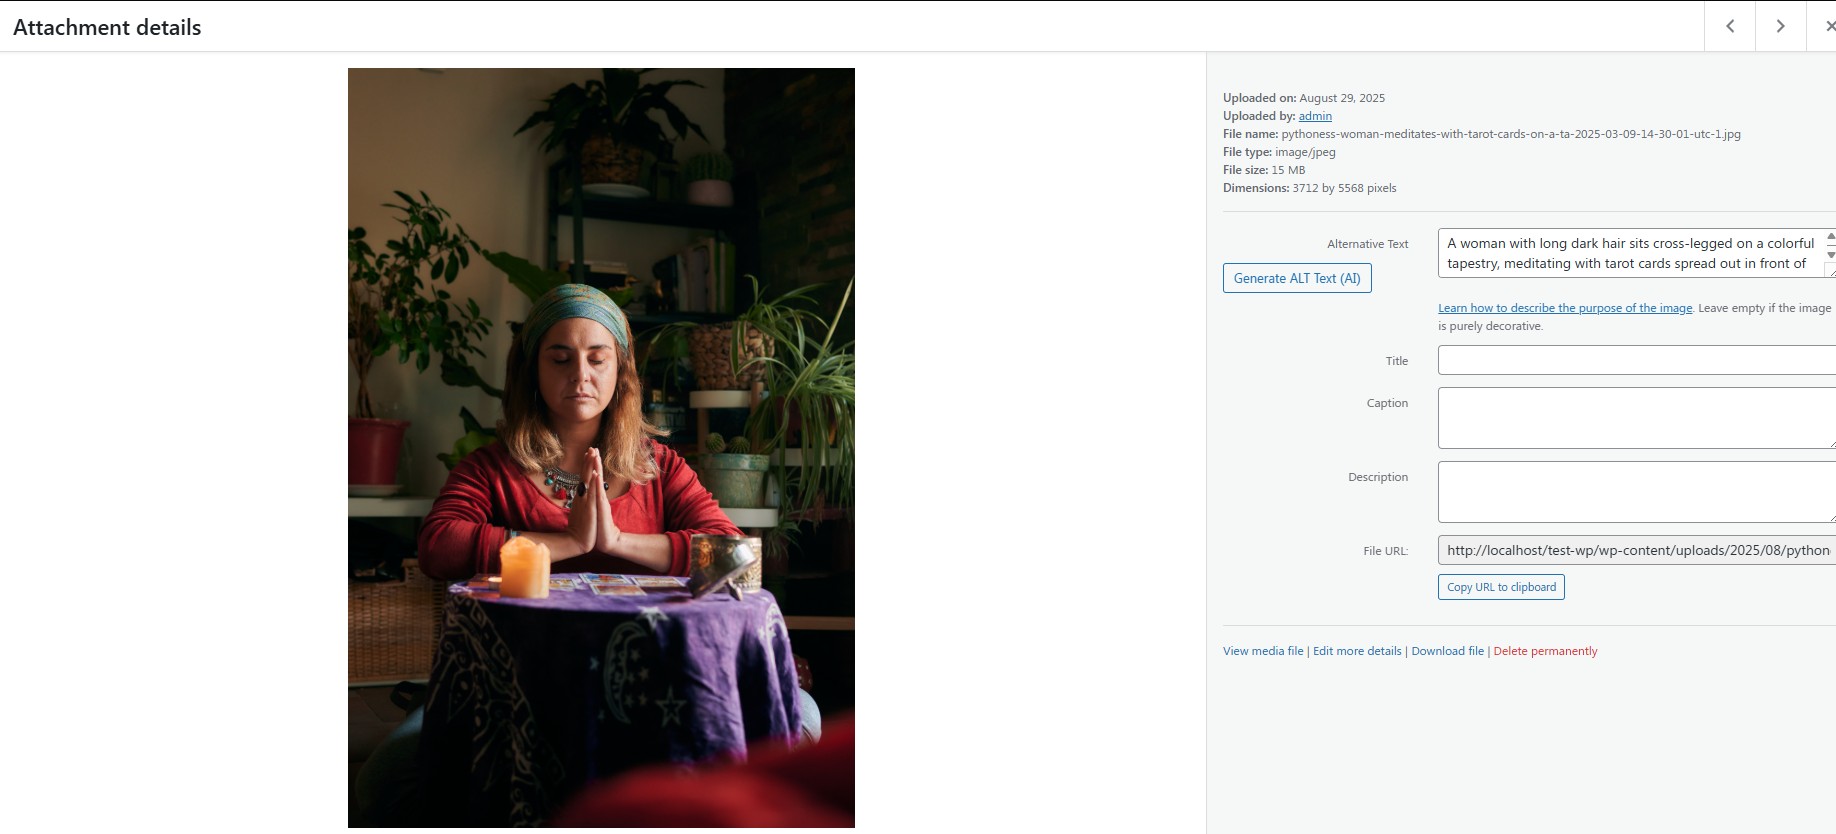 Attachment details
Uploaded on: August 29, 2025
Uploaded by: admin
File name: pythoness-woman-meditates-with-tarot-cards-on-a-ta-2025-03-09-14-30-01-utc-1.jpg
File type: image/jpeg
File size: 15 MB
Dimensions: 3712 by 5568 pixels
Alternative Text
A woman with long dark hair sits cross-legged on a colorful
tapestry, meditating with tarot cards spread out in front of
Generate ALT Text (AI)
Learn how to describe the purpose of the image. Leave empty if the image
is purely decorative.
Title
Caption
Description
File URL:
http://localhost/test-wp/wp-content/uploads/2025/08/python
Copy URL to clipboard
View media file | Edit more details | Download file | Delete permanently